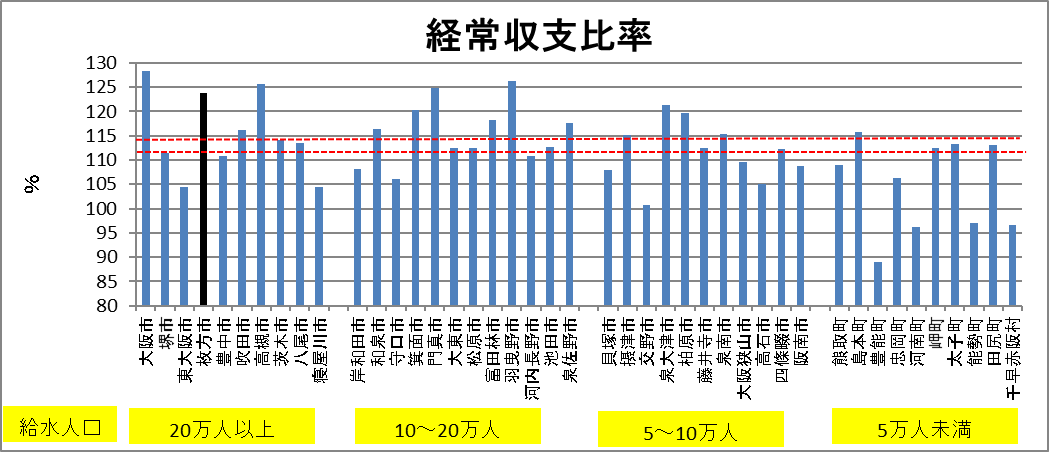 経常収支比率
%
130
125
120
115
110
105
100
95
90
85
80
大阪市
堺市
東大阪市
枚方市
豊中市
吹田市
高槻市
茨木市
八尾市
寝屋川市
岸和田市
和泉市
守口市
箕面市
門真市
大東市
松原市
富田林市
羽曳野市
河内長野市
池田市
泉佐野市
貝塚市
摂津市
交野市
泉大津市
柏原市
藤井寺市
泉南市
大阪狭山市
高石市
四條畷市
阪南市
熊取町
島本町
豊能町
忠岡町
河南町
岬町
太子町
能勢町
田尻町
千早赤阪村
給水人口
20万人以上
10～20万人
5～10万人
5万人未満